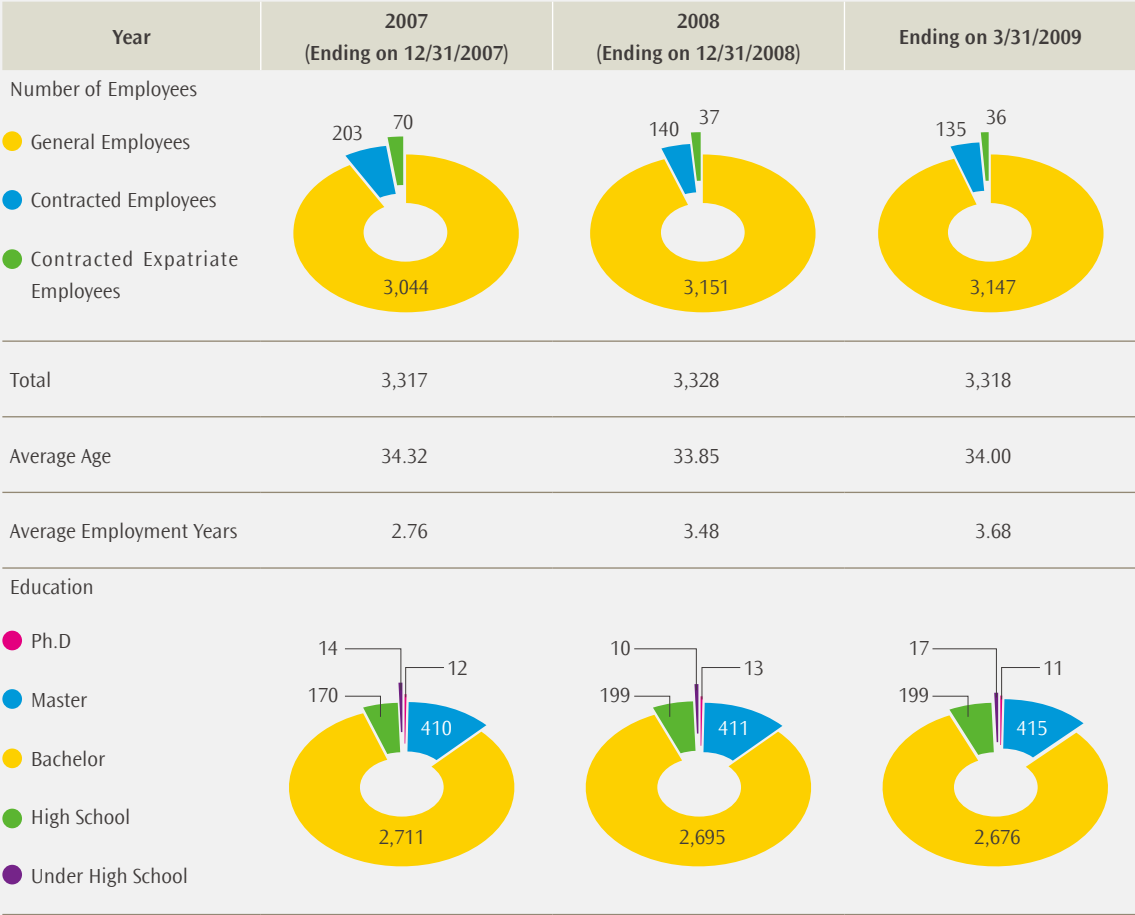 Year
2007
(Ending on 12/31/2007)
2008
(Ending on 12/31/2008)
Ending on 3/31/2009
Number of Employees
General Employees
Contracted Employees
Contracted Expatriate
Employees
203
70
3,044
140
37
3,151
135
36
3,147
Total
3,317
3,328
3,318
Average Age
34.32
33.85
34.00
Average Employment Years
2.76
3.48
3.68
Education
Ph.D
Master
Bachelor
High School
Under High School
14
12
170
410
2,711
10
13
199
411
2,695
17
11
199
415
2,676